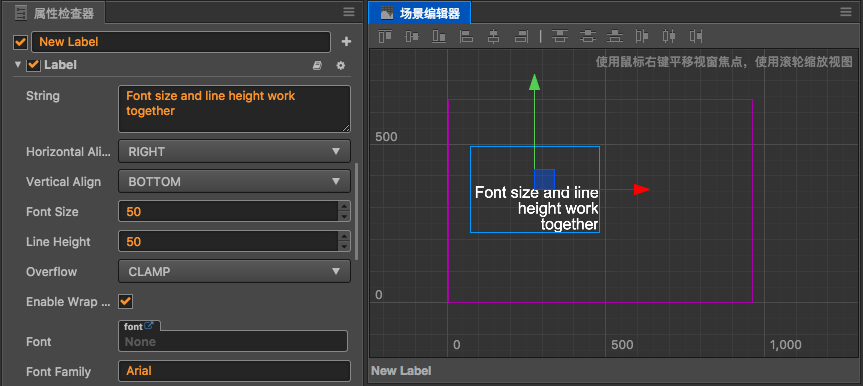 属性检查器
New Label
Label
String
Font size and line height work
together
Horizontal Ali...
RIGHT
Vertical Align
BOTTOM
Font Size
50
Line Height
50
Overflow
CLAMP
Enable Wrap ...
font
Font
None
Font Family
Arial
场景编辑器
使用鼠标右键平移视窗焦点，使用滚轮缩放视图
500
Font size and line
height work
together
0
0
500
1,000
New Label